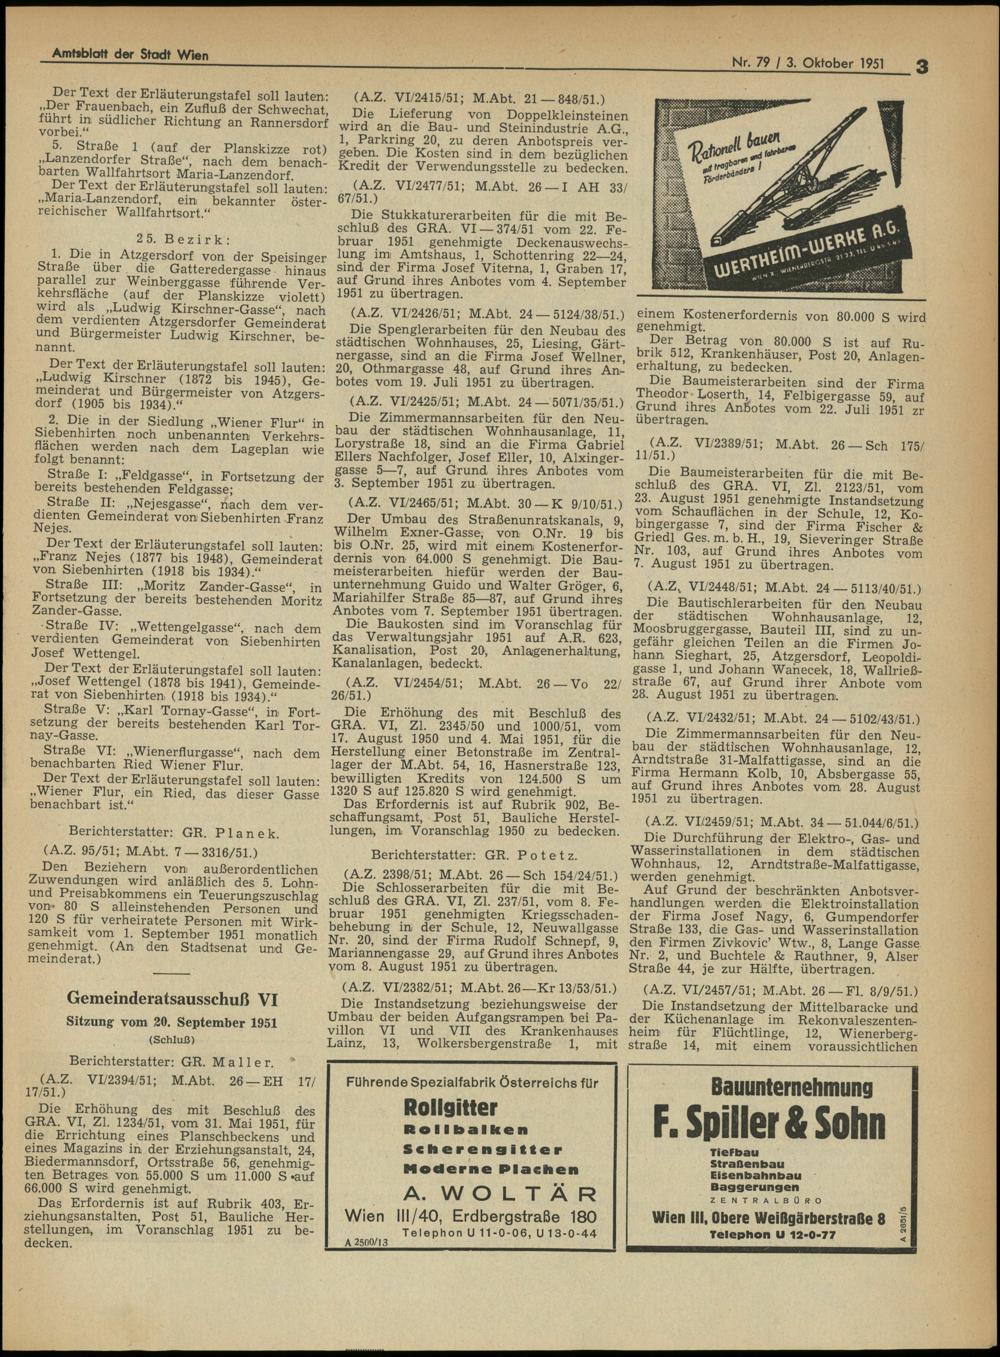 Amtsblatt der Stadt Wien
Nr. 79 / 3. Oktober 1951
3
Der Text der Erläuterungstafel soll lauten:
„Der Frauenbach, ein Zufluß der Schwechat,
führt in südlicher Richtung an Rannersdorf
vorbei.“
5. Straße 1 (auf der Planskizze rot)
„Lanzendorfer Straße“, nach dem benach-
barten Wallfahrtsort Maria-Lanzendorf.
Der Text der Erläuterungstafel soll lauten:
„Maria-Lanzendorf, ein bekannter öster-
reichischer Wallfahrtsort.“
25. Bezirk:
1. Die in Atzgersdorf von der Speisinger
Straße über die Gatteredergasse hinaus
parallel zur Weinberggasse führende Ver-
kehrsfläche (auf der Planskizze violett)
wird als „Ludwig Kirschner-Gasse“, nach
dem verdienten Atzgersdorfer Gemeinderat
und Bürgermeister Ludwig Kirschner, be-
nannt.
Der Text der Erläuterungstafel soll lauten:
„Ludwig Kirschner (1872 bis 1945), Ge-
meinderat und Bürgermeister von Atzgers-
dorf (1905 bis 1934).“
2. Die in der Siedlung „Wiener Flur“ in
Siebenhirten noch unbenannten Verkehrs-
flächen werden nach dem Lageplan wie
folgt benannt:
Straße I: „Feldgasse“, in Fortsetzung der
bereits bestehenden Feldgasse;
Straße II: „Nejesgasse“, nach dem ver-
dienten Gemeinderat von Siebenhirten Franz
Nejes.
Der Text der Erläuterungstafel soll lauten:
„Franz Nejes (1877 bis 1948), Gemeinderat
von Siebenhirten (1918 bis 1934).“
Straße III: „Moritz Zander-Gasse“, in
Fortsetzung der bereits bestehenden Moritz
Zander-Gasse.
Straße IV: „Wettengelgasse“, nach dem
verdienten Gemeinderat von Siebenhirten
Josef Wettengel.
Der Text der Erläuterungstafel soll lauten:
„Josef Wettengel (1878 bis 1941), Gemeinde-
rat von Siebenhirten (1918 bis 1934).“
Straße V: „Karl Tornay-Gasse“, in Fort-
setzung der bereits bestehenden Karl Tor-
nay-Gasse.
Straße VI: „Wienerflurgasse“, nach dem
benachbarten Ried Wiener Flur.
Der Text der Erläuterungstafel soll lauten:
„Wiener Flur, ein Ried, das dieser Gasse
benachbart ist.“
Berichterstatter: GR. Planek.
(A.Z. 95/51; M.Abt. 7 — 3316/51.)
Den Beziehern von außerordentlichen
Zuwendungen wird anläßlich des 5. Lohn-
und Preisabkommens ein Teuerungszuschlag
von 80 S alleinstehenden Personen und
120 S für verheiratete Personen mit Wirk-
samkeit vom 1. September 1951 monatlich
genehmigt. (An den Stadtsenat und Ge-
meinderat.)
Gemeinderatsausschuß VI
Sitzung vom 20. September 1951
(Schluß)
Berichterstatter: GR. Maller.
(A.Z. VI/2394/51; M.Abt. 26 — EH 17/
17/51.)
Die Erhöhung des mit Beschluß des
GRA. VI, Zl. 1234/51, vom 31. Mai 1951, für
die Errichtung eines Planschbeckens und
eines Magazins in der Erziehungsanstalt, 24,
Biedermannsdorf, Ortsstraße 56, genehmig-
ten Betrages von 55.000 S um 11.000 S auf
66.000 S wird genehmigt.
Das Erfordernis ist auf Rubrik 403, Er-
ziehungsanstalten, Post 51, Bauliche Her-
stellungen, im Voranschlag 1951 zu be-
decken.
(A.Z. VI/2415/51; M.Abt. 21 — 848/51.)
Die Lieferung von Doppelkleinsteinen
wird an die Bau- und Steinindustrie A.G.,
1, Parkring 20, zu deren Anbotspreis ver-
geben. Die Kosten sind in dem bezüglichen
Kredit der Verwendungsstelle zu bedecken.
(A.Z. VI/2477/51; M.Abt. 26 — I AH 33/
67/51.)
Die Stukkaturerarbeiten für die mit Be-
schluß des GRA. VI — 374/51 vom 22. Fe-
bruar 1951 genehmigte Deckenauswechs-
lung im Amtshaus, 1, Schottenring 22—24,
sind der Firma Josef Viterna, 1, Graben 17,
auf Grund ihres Anbotes vom 4. September
1951 zu übertragen.
(A.Z. VI/2426/51; M.Abt. 24 — 5124/38/51.)
Die Spenglerarbeiten für den Neubau des
städtischen Wohnhauses, 25, Liesing, Gärt-
nergasse, sind an die Firma Josef Wellner,
20, Othmargasse 48, auf Grund ihres An-
botes vom 19. Juli 1951 zu übertragen.
(A.Z. VI/2425/51; M.Abt. 24 — 5071/35/51.)
Die Zimmermannsarbeiten für den Neu-
bau der städtischen Wohnhausanlage, 11,
Lorystraße 18, sind an die Firma Gabriel
Ellers Nachfolger, Josef Eller, 10, Alxinger-
gasse 5—7, auf Grund ihres Anbotes vom
3. September 1951 zu übertragen.
(A.Z. VI/2465/51; M.Abt. 30 — K 9/10/51.)
Der Umbau des Straßenunratskanals, 9,
Wilhelm Exner-Gasse, von O.Nr. 19 bis
bis O.Nr. 25, wird mit einem Kostenerfor-
dernis von 64.000 S genehmigt. Die Bau-
meisterarbeiten hiefür werden der Bau-
unternehmung Guido und Walter Gröger, 6,
Mariahilfer Straße 85—87, auf Grund ihres
Anbotes vom 7. September 1951 übertragen.
Die Baukosten sind im Voranschlag für
das Verwaltungsjahr 1951 auf A.R. 623,
Kanalisation, Post 20, Anlagenerhaltung,
Kanalanlagen, bedeckt.
(A.Z. VI/2454/51; M.Abt. 26 — Vo 22/
26/51.)
Die Erhöhung des mit Beschluß des
GRA. VI, Zl. 2345/50 und 1000/51, vom
17. August 1950 und 4. Mai 1951, für die
Herstellung einer Betonstraße im Zentral-
lager der M.Abt. 54, 16, Hasnerstraße 123,
bewilligten Kredits von 124.500 S um
1320 S auf 125.820 S wird genehmigt.
Das Erfordernis ist auf Rubrik 902, Be-
schaffungsamt, Post 51, Bauliche Herstel-
lungen, im Voranschlag 1950 zu bedecken.
Berichterstatter: GR. Potetz.
(A.Z. 2398/51; M.Abt. 26 — Sch 154/24/51.)
Die Schlosserarbeiten für die mit Be-
schluß des GRA. VI, Zl. 237/51, vom 8. Fe-
bruar 1951 genehmigten Kriegsschaden-
behebung in der Schule, 12, Neuwallgasse
Nr. 20, sind der Firma Rudolf Schnepf, 9,
Mariannengasse 29, auf Grund ihres Anbotes
vom 8. August 1951 zu übertragen.
(A.Z. VI/2382/51; M.Abt. 26—Kr 13/53/51.)
Die Instandsetzung beziehungsweise der
Umbau der beiden Aufgangsrampen bei Pa-
villon VI und VII des Krankenhauses
Lainz, 13, Wolkersbergenstraße 1, mit
Rationell bauen
mit tragbaren und fahrbaren
Förderbändern !
WERTHEIM-WERKE A.G.
einem Kostenerfordernis von 80.000 S wird
genehmigt.
Der Betrag von 80.000 S ist auf Ru-
brik 512, Krankenhäuser, Post 20, Anlagen-
erhaltung, zu bedecken.
Die Baumeisterarbeiten sind der Firma
Theodor Loserth, 14, Felbigergasse 59, auf
Grund ihres Anbotes vom 22. Juli 1951 zr
übertragen.
(A.Z. VI/2389/51; M.Abt. 26 — Sch 175/
11/51.)
Die Baumeisterarbeiten für die mit Be-
schluß des GRA. VI, Zl. 2123/51, vom
23. August 1951 genehmigte Instandsetzung
vom Schauflächen in der Schule, 12, Ko-
bingergasse 7, sind der Firma Fischer &
Griedl Ges. m. b. H., 19, Sieveringer Straße
Nr. 103, auf Grund ihres Anbotes vom
7. August 1951 zu übertragen.
(A.Z. VI/2448/51; M.Abt. 24 — 5113/40/51.)
Die Bautischlerarbeiten für den Neubau
der städtischen Wohnhausanlage, 12,
Moosbruggergasse, Bauteil III, sind zu un-
gefähr gleichen Teilen an die Firmen Jo-
hann Sieghart, 25, Atzgersdorf, Leopoldi-
gasse 1, und Johann Wanecek, 18, Wallrieß-
straße 67, auf Grund ihrer Anbote vom
28. August 1951 zu übertragen.
(A.Z. VI/2432/51; M.Abt. 24 — 5102/43/51.)
Die Zimmermannsarbeiten für den Neu-
bau der städtischen Wohnhausanlage, 12,
Arndtstraße 31-Malfattigasse, sind an die
Firma Hermann Kolb, 10, Absbergasse 55,
auf Grund ihres Anbotes vom 28. August
1951 zu übertragen.
(A.Z. VI/2459/51; M.Abt. 34 — 51.044/6/51.)
Die Durchführung der Elektro-, Gas- und
Wasserinstallationen in dem städtischen
Wohnhaus, 12, Arndtstraße-Malfattigasse,
werden genehmigt.
Auf Grund der beschränkten Anbotsver-
handlungen werden die Elektroinstallation
der Firma Josef Nagy, 6, Gumpendorfer
Straße 133, die Gas- und Wasserinstallation
den Firmen Zivkovic’ Wtw., 8, Lange Gasse
Nr. 2, und Buchtele & Rauthner, 9, Alser
Straße 44, je zur Hälfte, übertragen.
(A.Z. VI/2457/51; M.Abt. 26 — Fl. 8/9/51.)
Die Instandsetzung der Mittelbaracke und
der Küchenanlage im Rekonvaleszenten-
heim für Flüchtlinge, 12, Wienerberg-
straße 14, mit einem voraussichtlichen
Führende Spezialfabrik Österreichs für
Rollgitter
Rollbalken
Scherengitter
Moderne Plachen
A. WOLTÄR
Wien III/40, Erdbergstraße 180
Telephon U 11-0-06, U 13-0-44
A 2500/13
Bauunternehmung
F. Spiller & Sohn
Tiefbau
Straßenbau
Eisenbahnbau
Baggerungen
ZENTRALBÜRO
Wien III, Obere Weißgärberstraße 8
Telephon U 12-0-77
A 2651/5